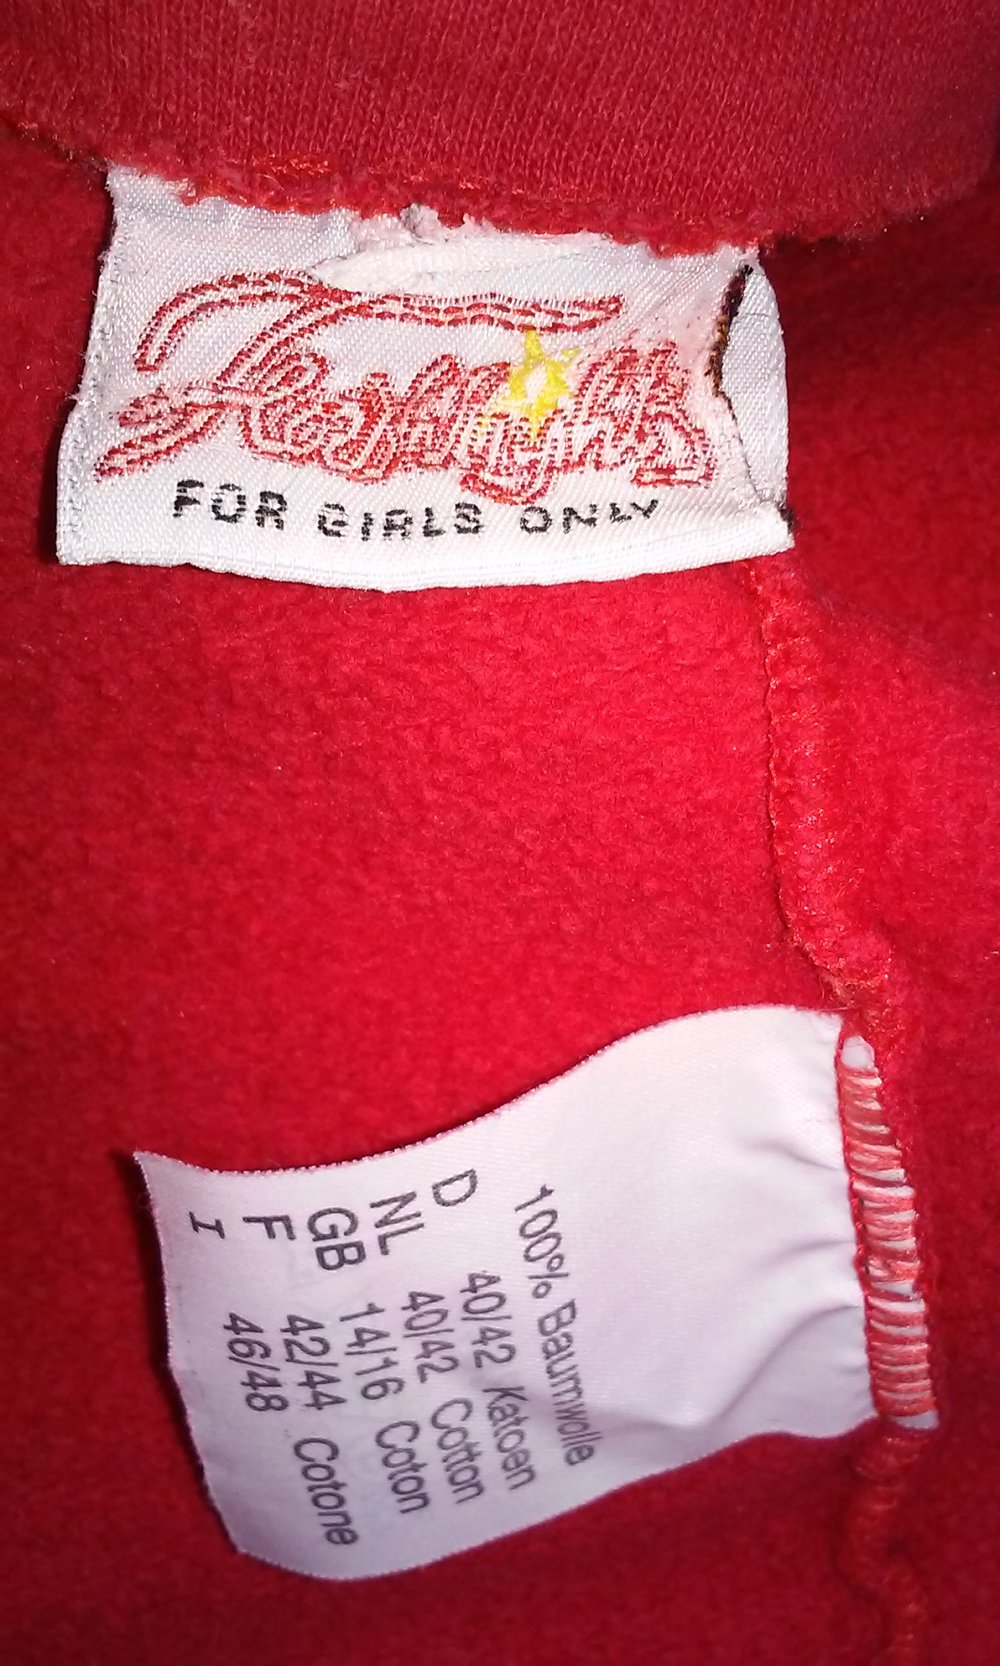 FOR GIRLS ONLY
100% Baumwolle
D 40/42 Katoen
NL 40/42 Cotton
GB 14/16 Coton
F 42/44 Cotone
I 46/48